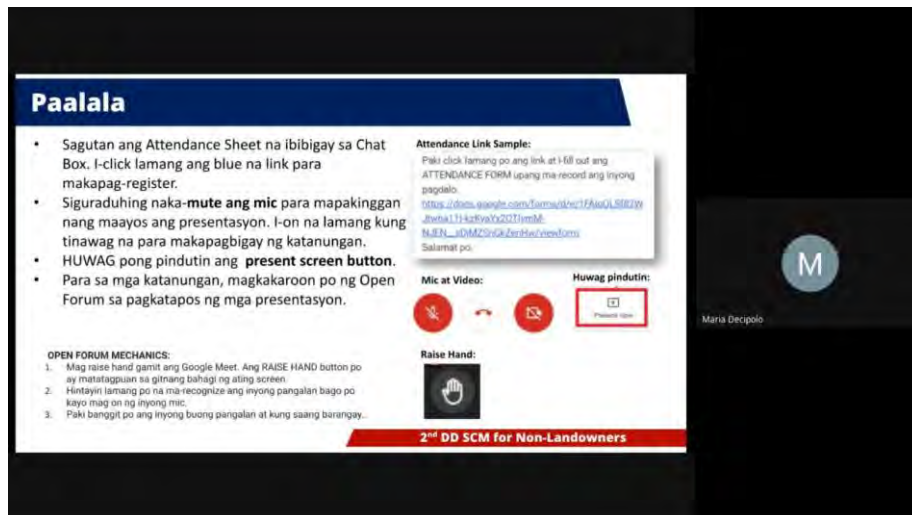 Paalala
• Sagutan ang Attendance Sheet na ibibigay sa Chat
Box. I-click lamang ang blue na link para
makapag-register.
• Siguraduhing naka-mute ang mic para mapakinggan
nang maayos ang presentasyon. I-on na lamang kung
tinawag na para makapagbigay ng katanungan.
• HUWAG pong pindutin ang present screen button.
• Para sa mga katanungan, magkakaroon po ng Open
Forum sa pagkatapos ng mga presentasyon.
OPEN FORUM MECHANICS:
1. Mag raise hand gamit ang Google Meet. Ang RAISE HAND button po
ay matatagpuan sa gitnang bahagi ng ating screen.
2. Hintayin lamang po na ma-recognize ang inyong pangalan bago po
kayo mag on ng inyong mic.
3. Paki banggit po ang inyong buong pangalan at kung saang barangay..
Attendance Link Sample:
Paki click lamang po ang link at i-fill out ang
ATTENDANCE FORM upang ma-record ang inyong
pagdalo.
Salamat po.
Mic at Video:
Huwag pindutin:
Present now
Raise Hand:
2nd DD SCM for Non-Landowners
M
Maria Decipolo